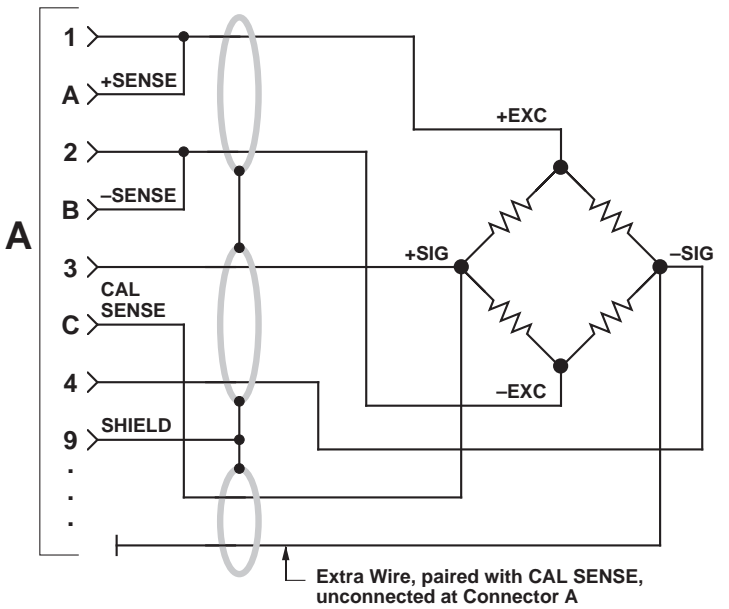 1
A +SENSE
2
B –SENSE
A
3
CAL
SENSE
C
4
9 SHIELD
.
.
.
+EXC
+SIG
–SIG
–EXC
Extra Wire, paired with CAL SENSE,
unconnected at Connector A